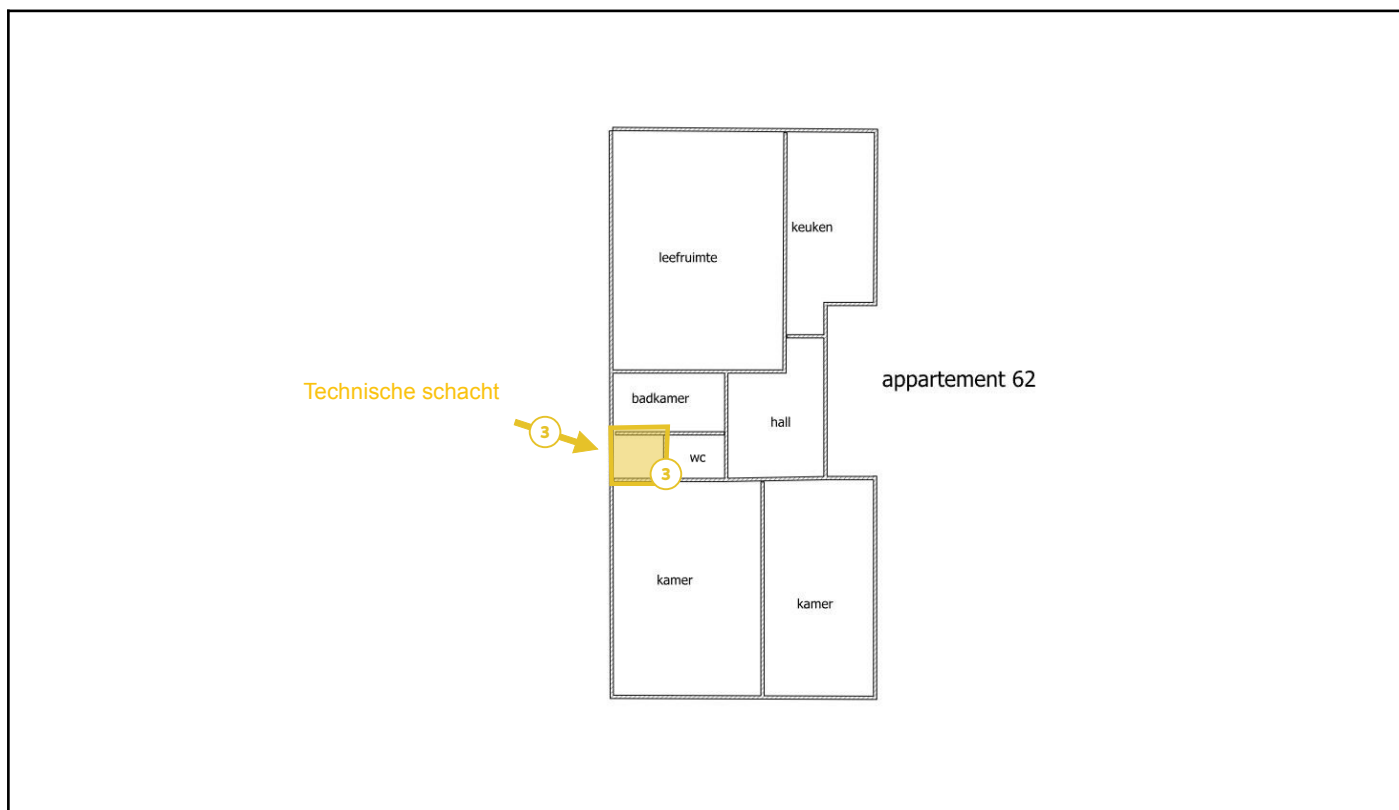 keuken
leefruimte
appartement 62
Technische schacht
badkamer
hall
3
wc
3
kamer
kamer